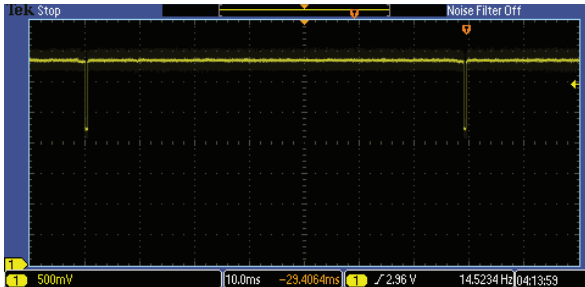 Tek Stop Noise Filter Off
T
T
1
1 500mV 10.0ms -29.4064ms 1 2.96 V 14.5234 Hz 04:13:59